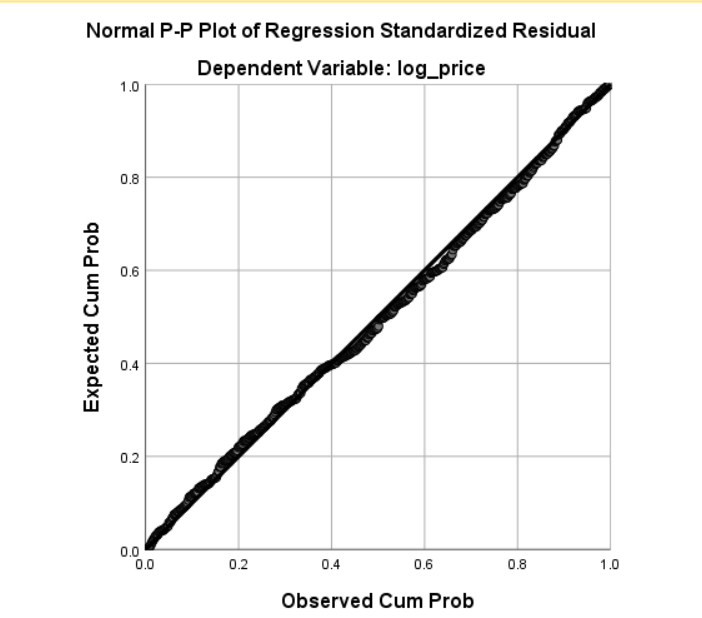 Normal P-P Plot of Regression Standardized Residual
Dependent Variable: log_price
1.0
0.8
0.6
0.4
0.2
0.0
Expected Cum Prob
0.0 0.2 0.4 0.6 0.8 1.0
Observed Cum Prob